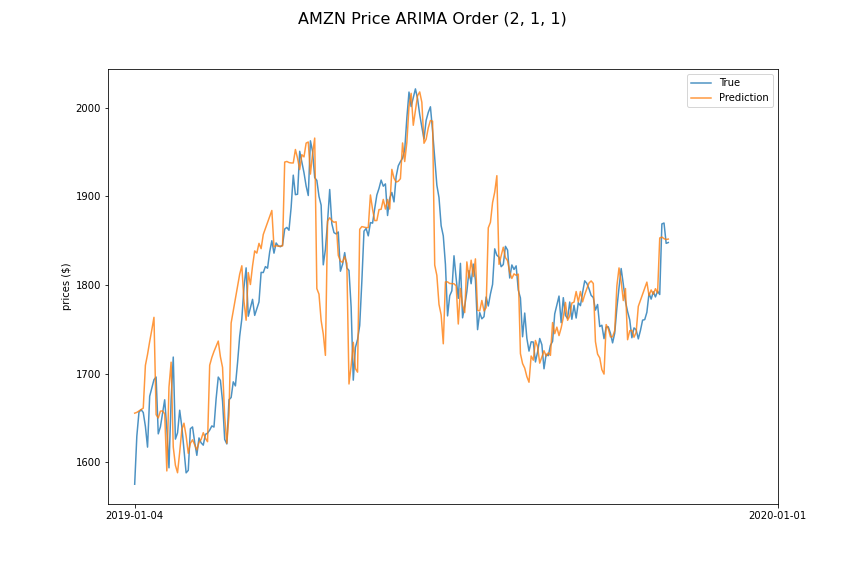 AMZN Price ARIMA Order (2, 1, 1)
True
Prediction
2000
1900
1800
1700
1600
prices ($)
2019-01-04
2020-01-01